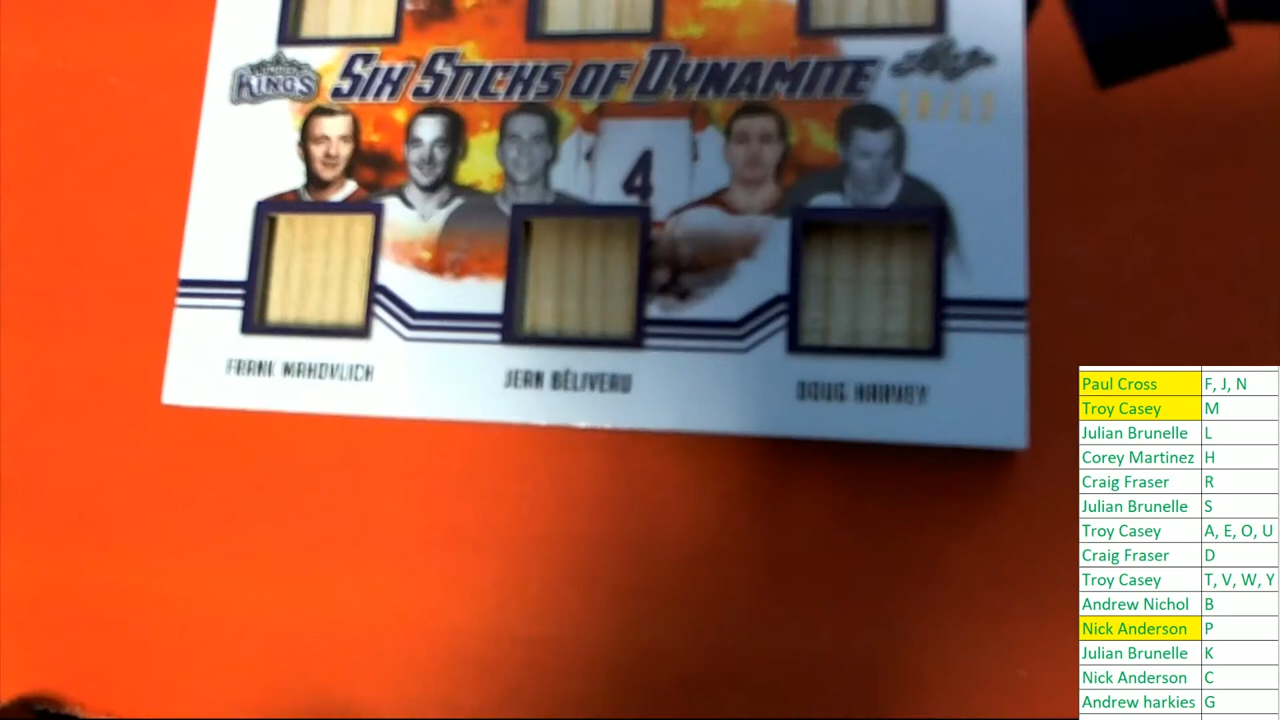 KINGS SIX STICKS OF DYNAMITE Leaf
4
FRANK MAHOVLICH JEAN BÉLIVEAU DOUG HARVEY
Paul Cross F, J, N
Troy Casey M
Julian Brunelle L
Corey Martinez H
Craig Fraser R
Julian Brunelle S
Troy Casey A, E, O, U
Craig Fraser D
Troy Casey T, V, W, Y
Andrew Nichol B
Nick Anderson P
Julian Brunelle K
Nick Anderson C
Andrew harkies G